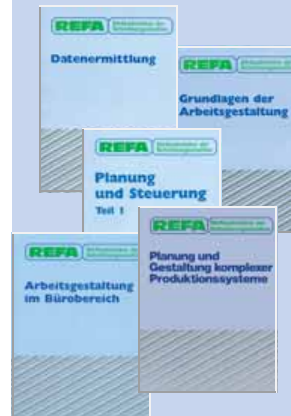 REFA
Datenermittlung
REFA
Grundlagen der
Arbeitsgestaltung
REFA
Planung
und Steuerung
Teil 1
REFA
Arbeitsgestaltung
im Bürobereich
REFA
Planung und
Gestaltung komplexer
Produktionssysteme